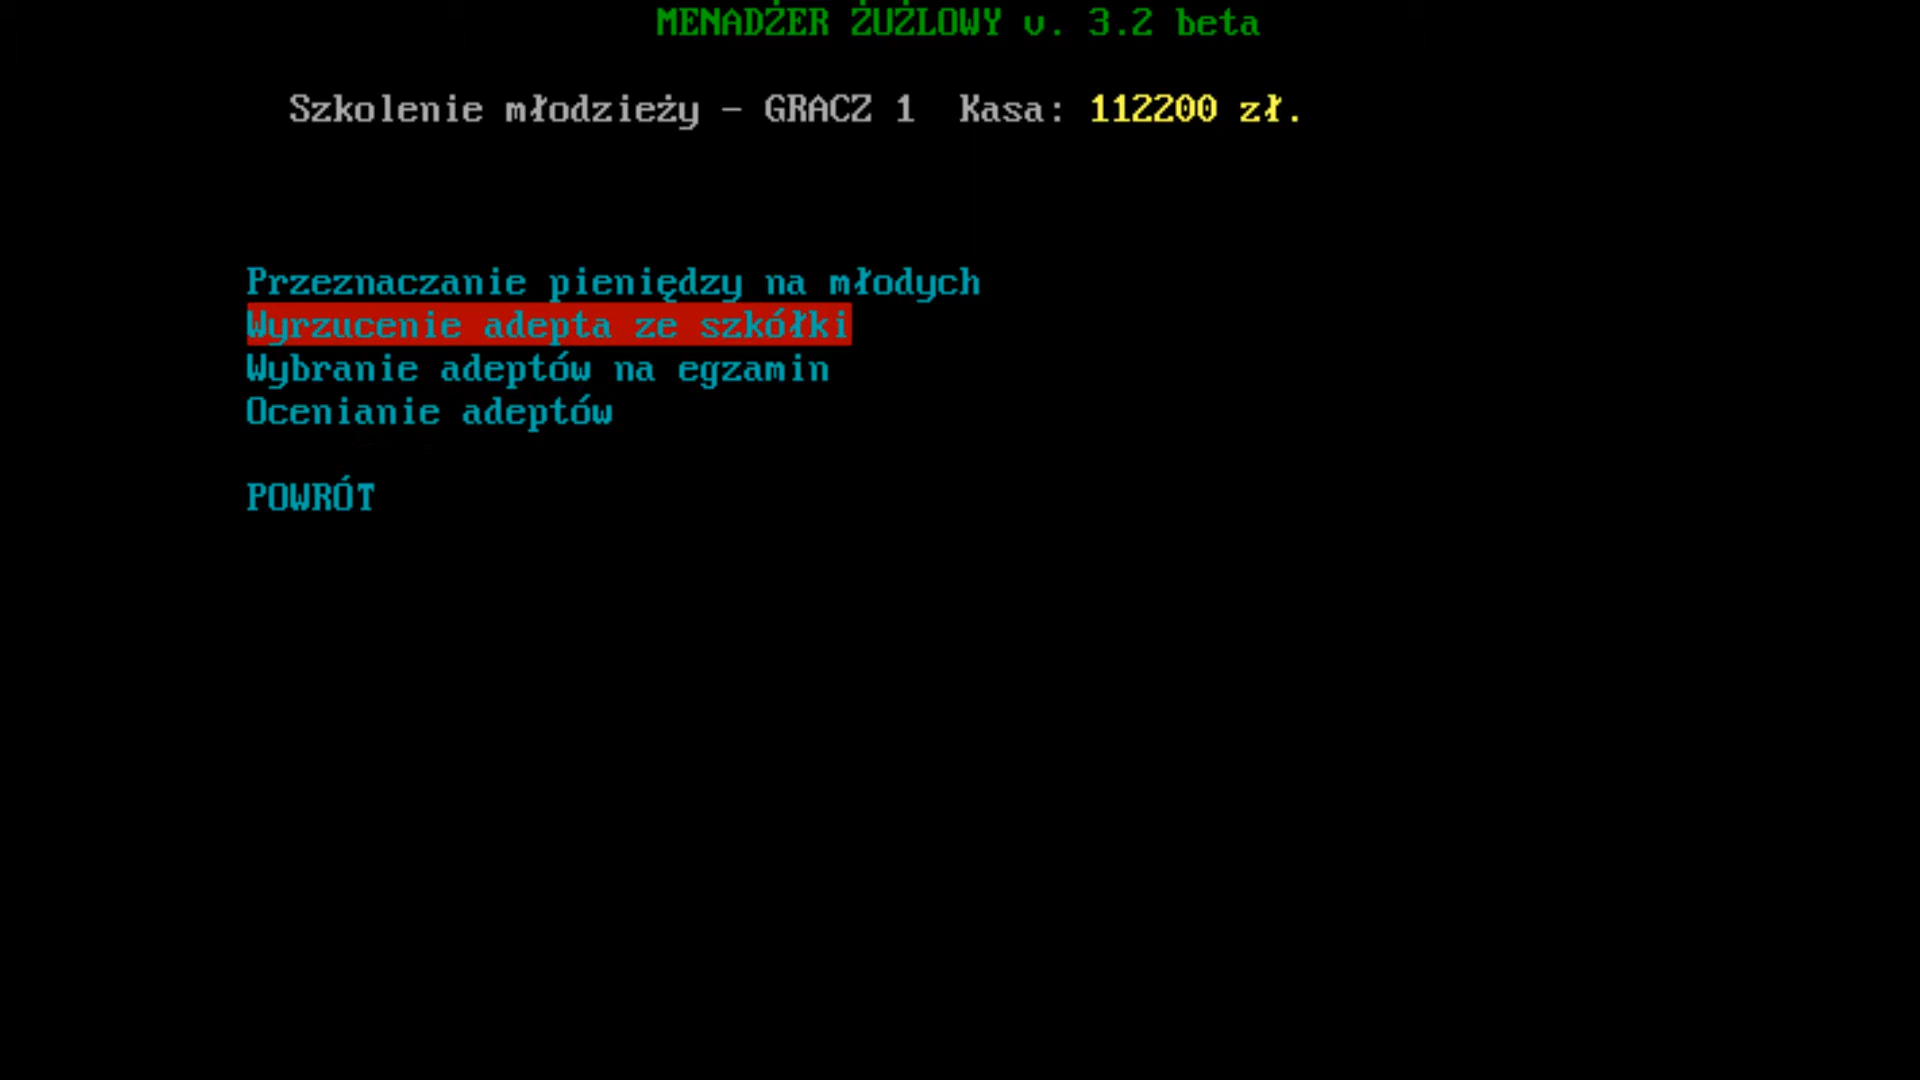 MENADŻER ŻUŻLOWY v. 3.2 beta
Szkolenie młodzieży - GRACZ 1 Kasa: 112200 zł.
Przeznaczanie pieniędzy na młodych
Wyrzucenie adepta ze szkółki
Wybranie adeptów na egzamin
Ocenianie adeptów
POWRÓT